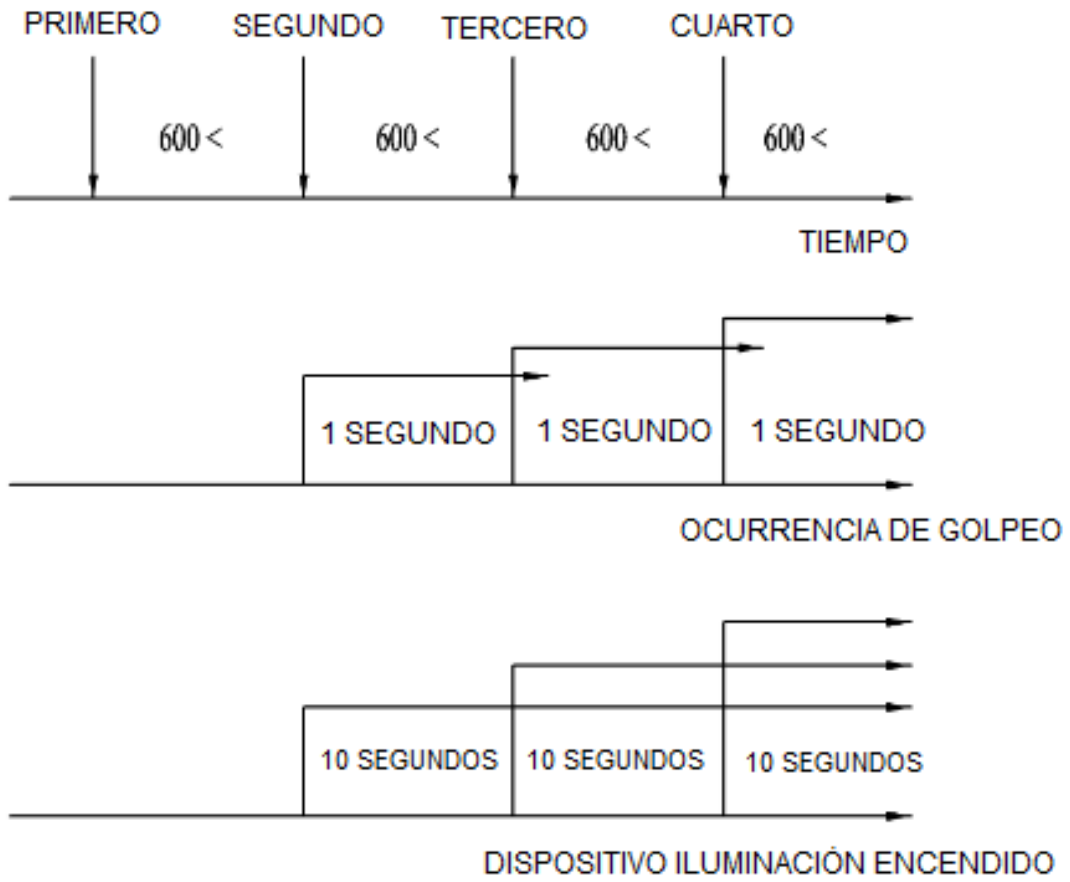 PRIMERO SEGUNDO TERCERO CUARTO
600 < 600 < 600 < 600 <
TIEMPO
1 SEGUNDO 1 SEGUNDO 1 SEGUNDO
OCURRENCIA DE GOLPEO
10 SEGUNDOS 10 SEGUNDOS 10 SEGUNDOS
DISPOSITIVO ILUMINACIÓN ENCENDIDO